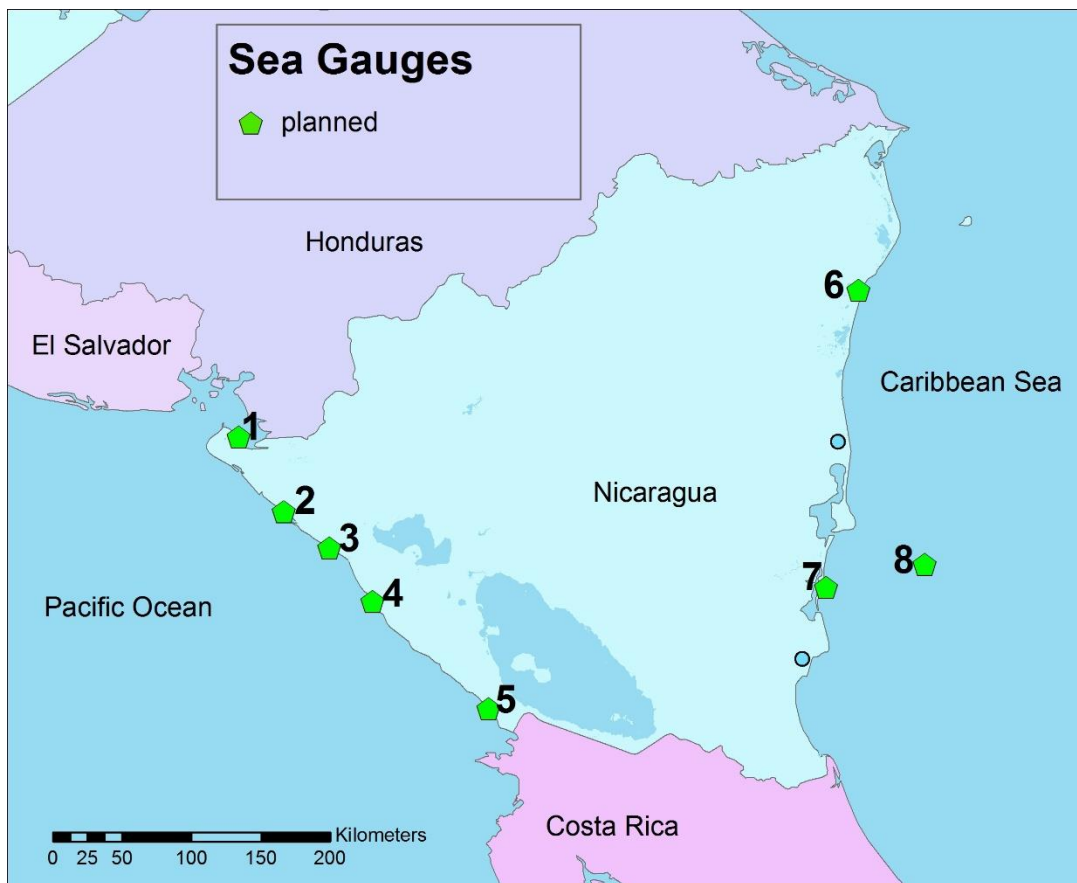 Sea Gauges
planned
Honduras
El Salvador
6
Caribbean Sea
1
Nicaragua
2
3
8
7
4
Pacific Ocean
5
Costa Rica
Kilometers
0 25 50 100 150 200